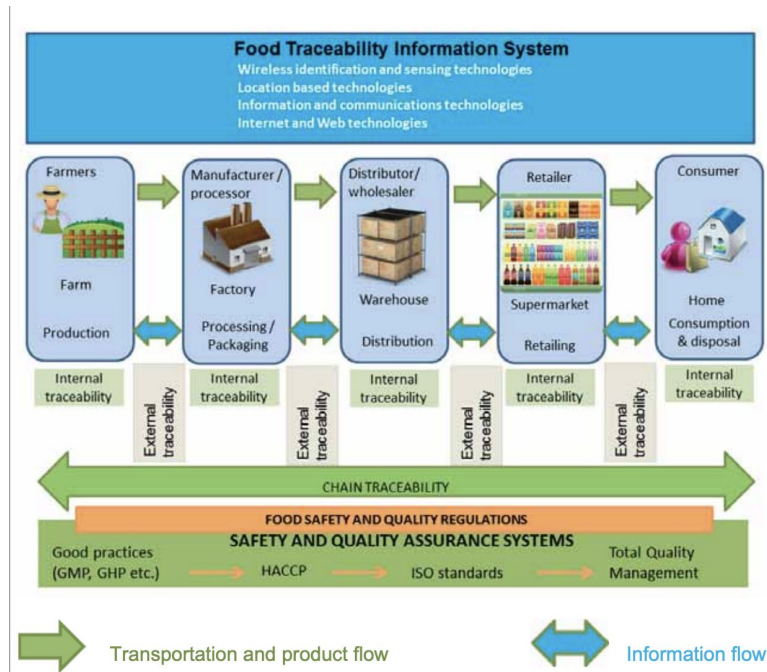 Food Traceability Information System
Wireless identification and sensing technologies
Location based technologies
Information and communications technologies
Internet and Web technologies
Farmers
Farm
Production
Manufacturer /
processor
Factory
Processing /
Packaging
Distributor/
wholesaler
Warehouse
Distribution
Retailer
Supermarket
Retailing
Consumer
Home
Consumption
& disposal
Internal
traceability
External
traceability
Internal
traceability
External
traceability
Internal
traceability
External
traceability
Internal
traceability
External
traceability
Internal
traceability
CHAIN TRACEABILITY
FOOD SAFETY AND QUALITY REGULATIONS
SAFETY AND QUALITY ASSURANCE SYSTEMS
Good practices
(GMP, GHP etc.)
HACCP
ISO standards
Total Quality
Management
Transportation and product flow
Information flow